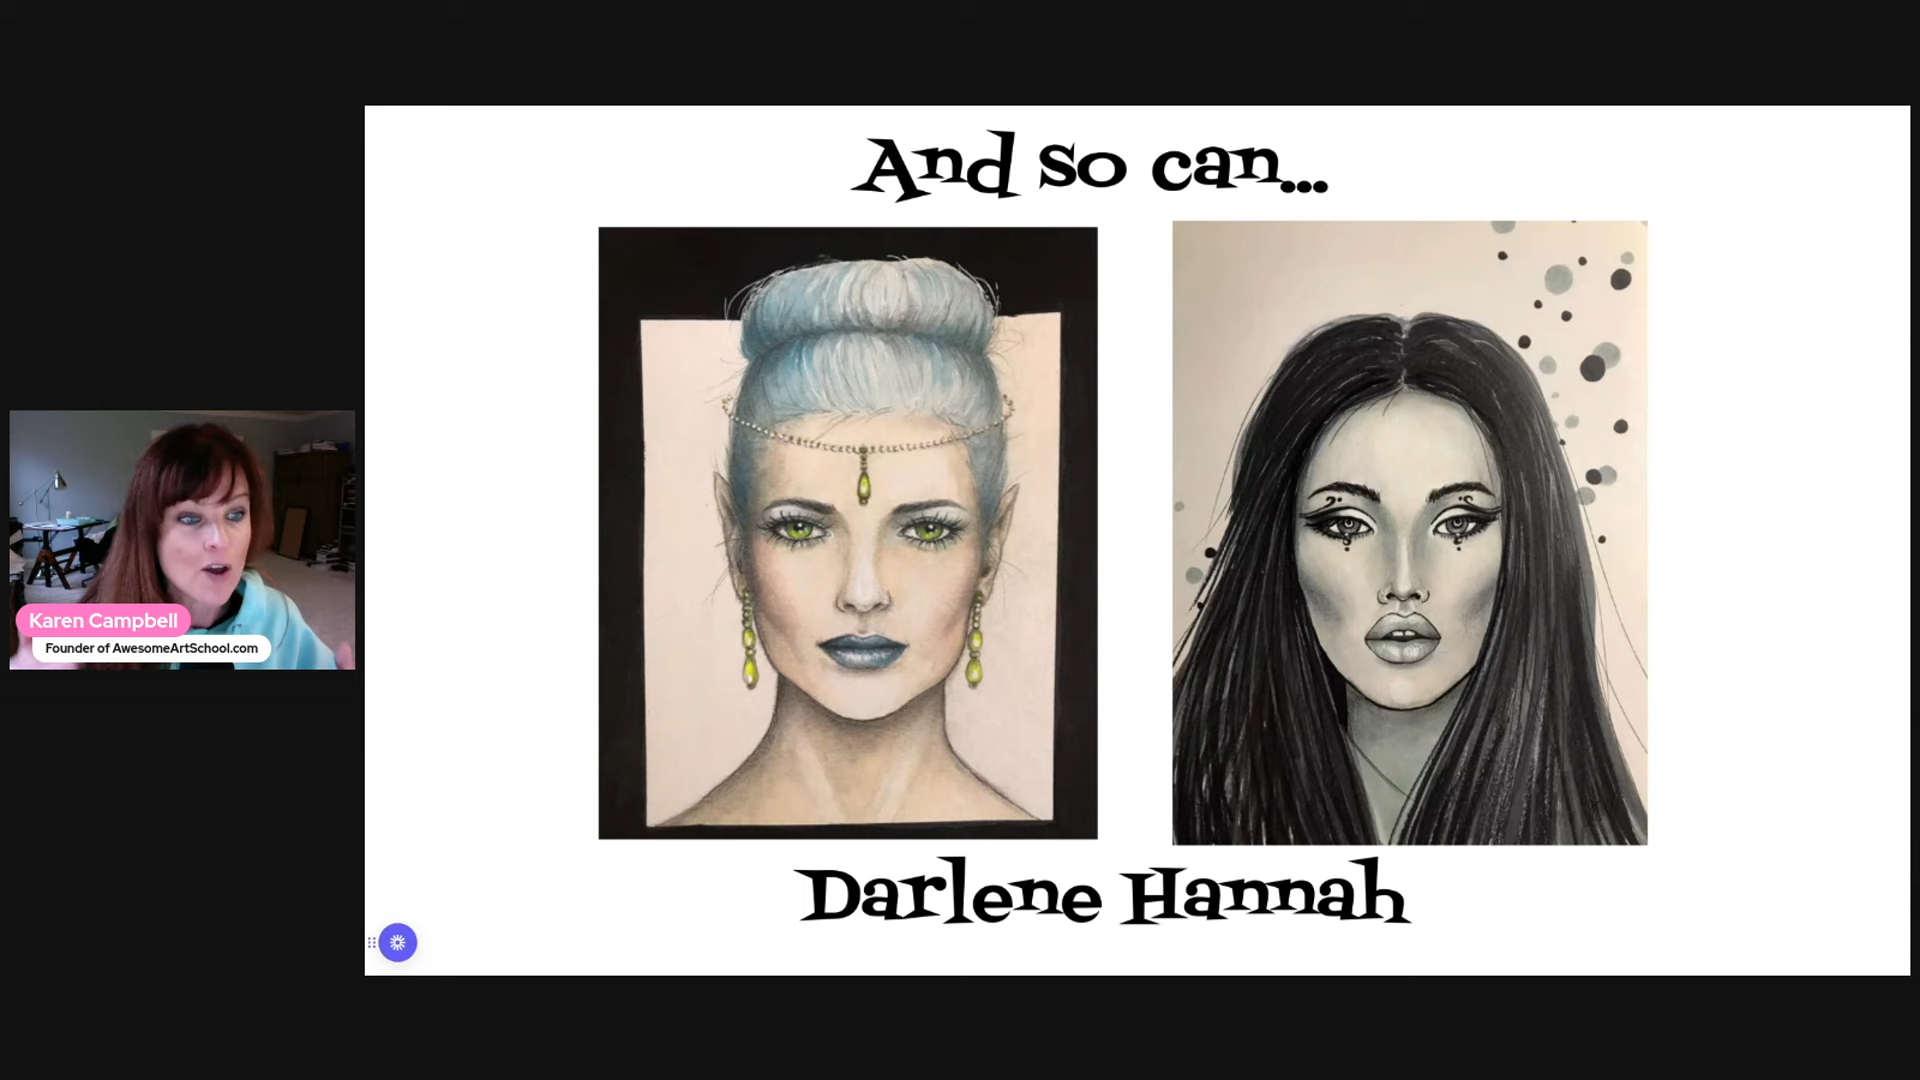 And so can...
Karen Campbell
Founder of AwesomeArtSchool.com
Darlene Hannah